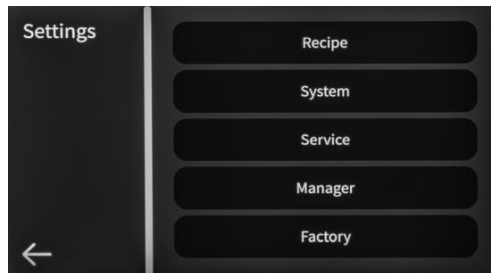 Settings
Recipe
System
Service
Manager
Factory